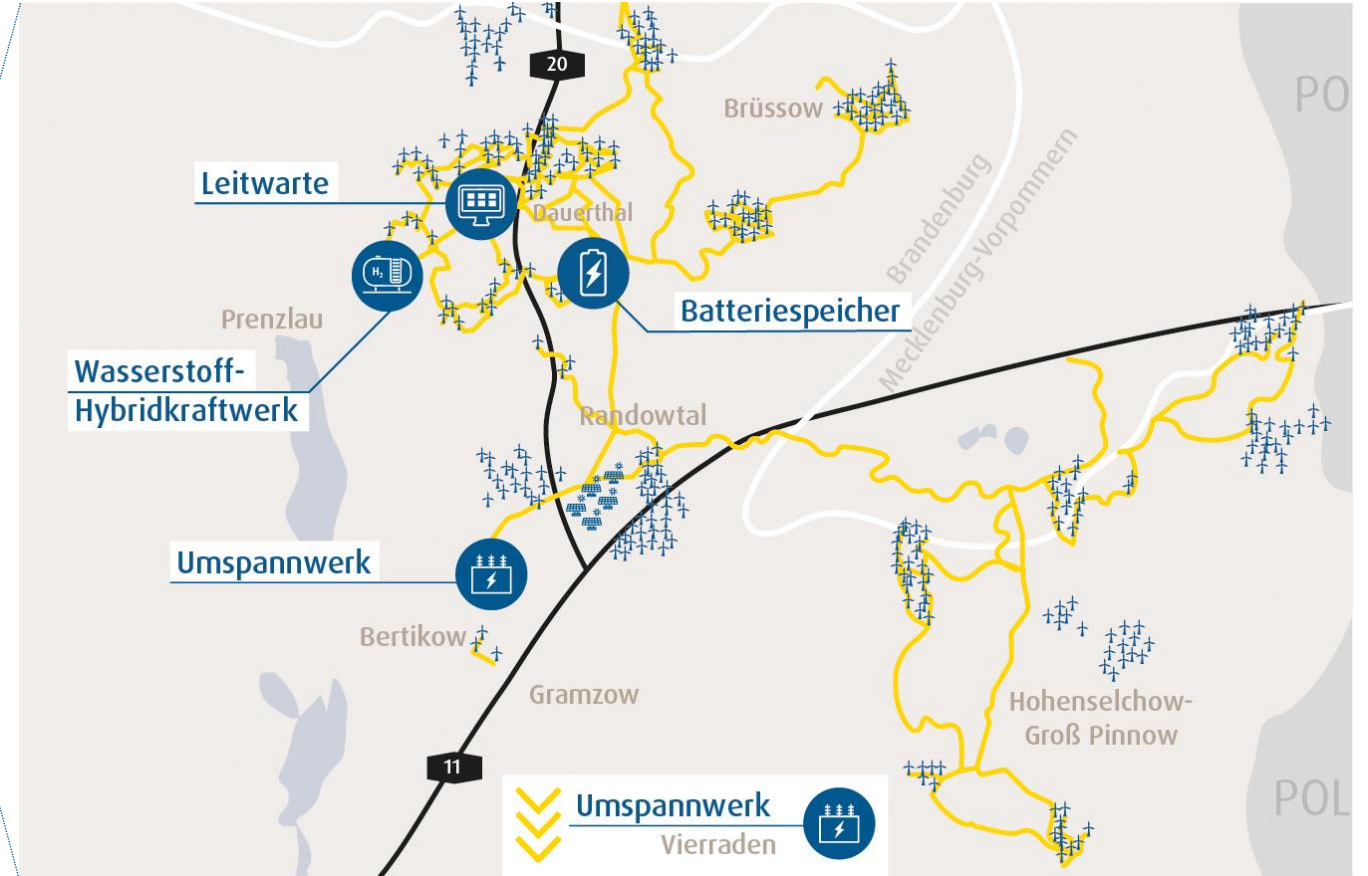 20
PO
Brüssow
Leitwarte
Dauerthal
Brandenburg
Mecklenburg-Vorpommern
H₂
Batteriespeicher
Prenzlau
Wasserstoff-
Hybridkraftwerk
Randowtal
Umspannwerk
Bertikow
Gramzow
Hohenselchow-
Groß Pinnow
11
POL
Umspannwerk
Vierraden